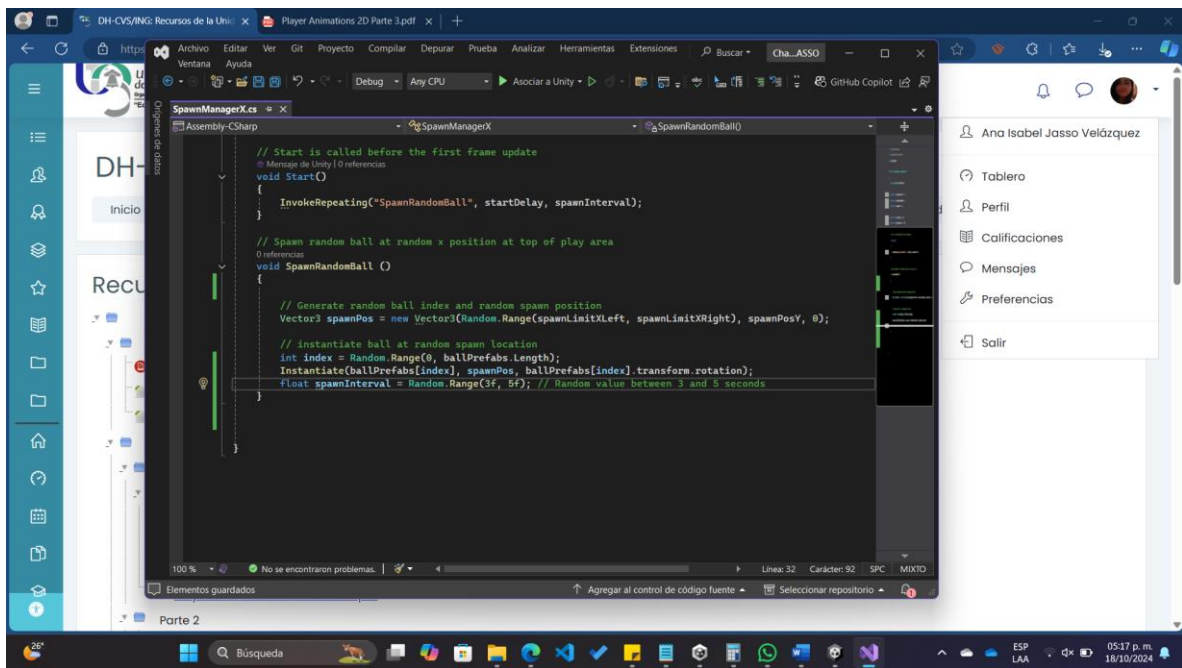 DH-CVS/ING: Recursos de la Unid
Player Animations 2D Parte 3.pdf
https
Archivo Editar Ver Git Proyecto Compilar Depurar Prueba Analizar Herramientas Extensiones Buscar Cha...ASSO
Ventana Ayuda
Debug Any CPU Asociar a Unity GitHub Copilot
Orígenes de datos
SpawnManagerX.cs
Assembly-CSharp SpawnManagerX SpawnRandomBall()
// Start is called before the first frame update
Mensaje de Unity | 0 referencias
void Start()
{
InvokeRepeating("SpawnRandomBall", startDelay, spawnInterval);
}
// Spawn random ball at random x position at top of play area
0 referencias
void SpawnRandomBall ()
{
// Generate random ball index and random spawn position
Vector3 spawnPos = new Vector3(Random.Range(spawnLimitXLeft, spawnLimitXRight), spawnPosY, 0);
// instantiate ball at random spawn location
int index = Random.Range(0, ballPrefabs.Length);
Instantiate(ballPrefabs[index], spawnPos, ballPrefabs[index].transform.rotation);
float spawnInterval = Random.Range(3f, 5f); // Random value between 3 and 5 seconds
}
}
100 % No se encontraron problemas. Línea: 32 Carácter: 92 SPC MIXTO
Elementos guardados Agregar al control de código fuente Seleccionar repositorio
DH-
Inicio
Recu
Parte 2
Ana Isabel Jasso Velázquez
Tablero
Perfil
Calificaciones
Mensajes
Preferencias
Salir
26°
Búsqueda
ESP
LAA
05:17 p. m.
18/10/2024